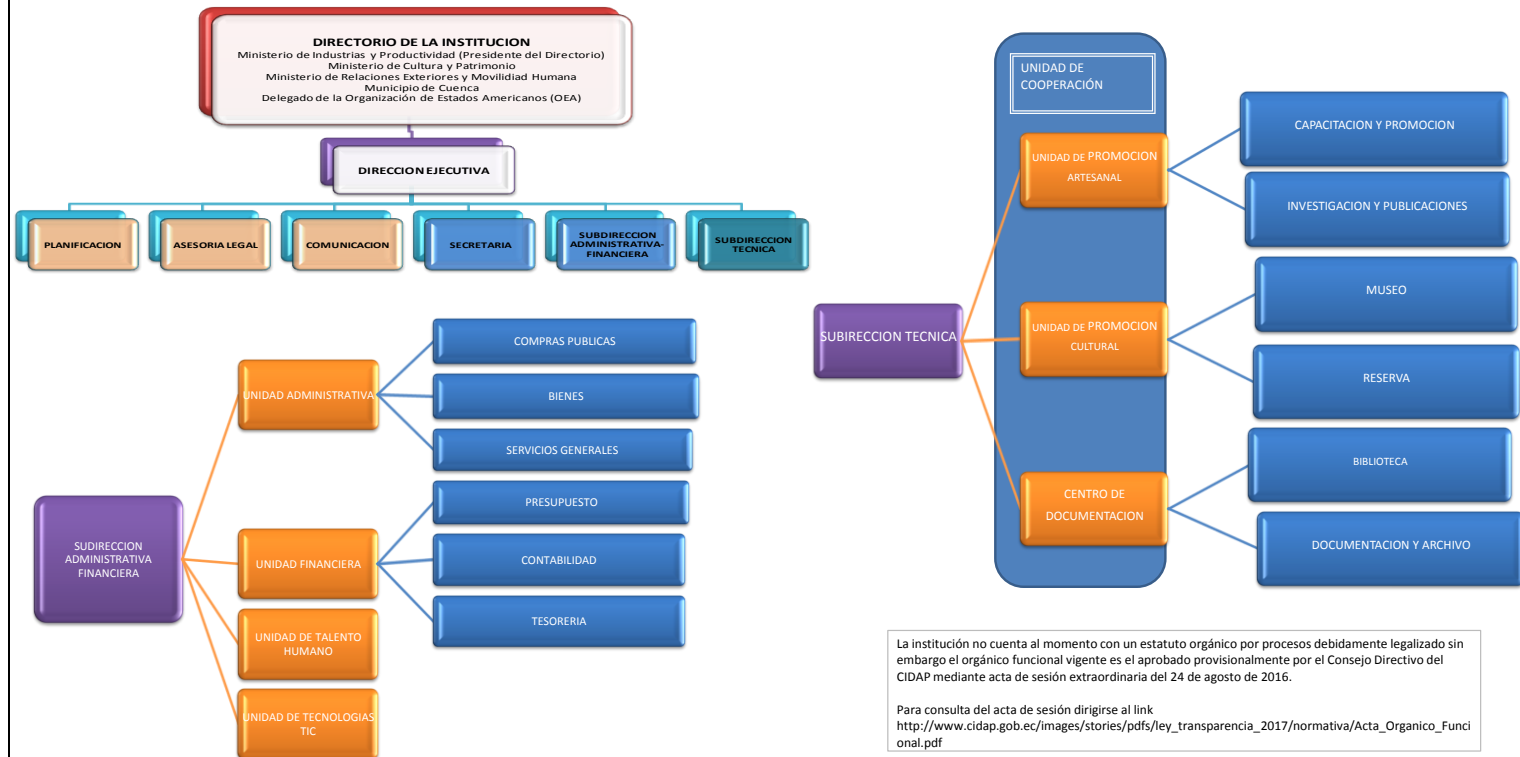 DIRECTORIO DE LA INSTITUCION
Ministerio de Industrias y Productividad (Presidente del Directorio)
Ministerio de Cultura y Patrimonio
Ministerio de Relaciones Exteriores y Movilidiad Humana
Municipio de Cuenca
Delegado de la Organización de Estados Americanos (OEA)
DIRECCION EJECUTIVA
PLANIFICACION
ASESORIA LEGAL
COMUNICACION
SECRETARIA
SUBDIRECCION
ADMINISTRATIVA-
FINANCIERA
SUBDIRECCION
TECNICA
SUDIRECCION
ADMINISTRATIVA
FINANCIERA
UNIDAD ADMINISTRATIVA
COMPRAS PUBLICAS
BIENES
SERVICIOS GENERALES
UNIDAD FINANCIERA
PRESUPUESTO
CONTABILIDAD
TESORERIA
UNIDAD DE TALENTO
HUMANO
UNIDAD DE TECNOLOGIAS
TIC
UNIDAD DE
COOPERACIÓN
SUBIRECCION TECNICA
UNIDAD DE PROMOCION
ARTESANAL
CAPACITACION Y PROMOCION
INVESTIGACION Y PUBLICACIONES
UNIDAD DE PROMOCION
CULTURAL
MUSEO
RESERVA
CENTRO DE
DOCUMENTACION
BIBLIOTECA
DOCUMENTACION Y ARCHIVO
La institución no cuenta al momento con un estatuto orgánico por procesos debidamente legalizado sin
embargo el orgánico funcional vigente es el aprobado provisionalmente por el Consejo Directivo del
CIDAP mediante acta de sesión extraordinaria del 24 de agosto de 2016.
Para consulta del acta de sesión dirigirse al link
http://www.cidap.gob.ec/images/stories/pdfs/ley_transparencia_2017/normativa/Acta_Organico_Funci
onal.pdf